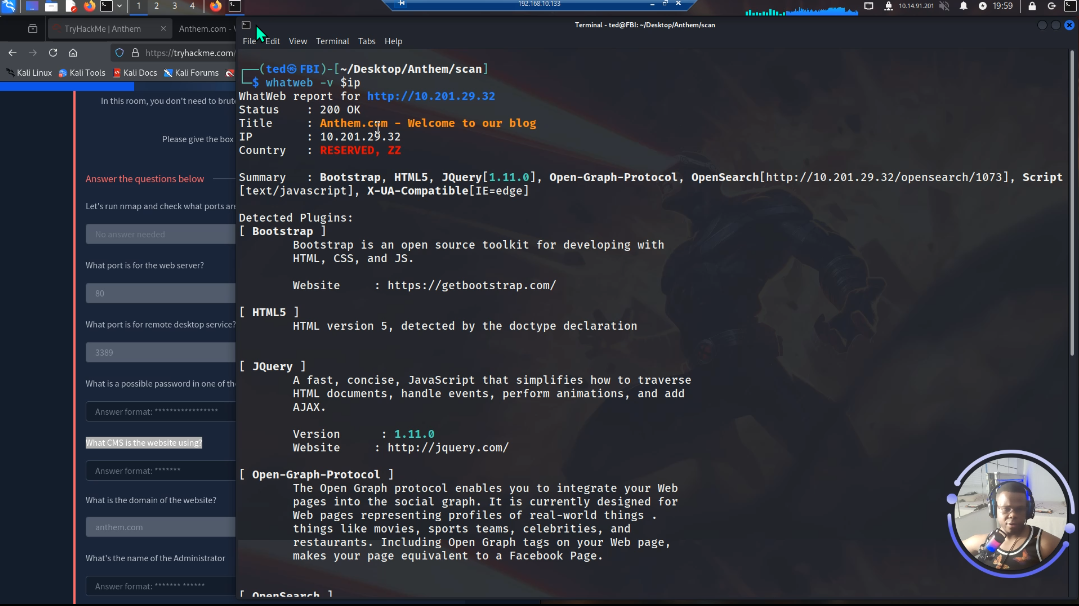 1 2 3 4
192.168.10.133
10.14.91.201
19:59
TryHackMe | Anthem
Anthem.com - W
https://tryhackme.com/
Kali Linux Kali Tools Kali Docs Kali Forums
In this room, you don't need to brute
Please give the box
Answer the questions below
Let's run nmap and check what ports are
No answer needed
What port is for the web server?
80
What port is for remote desktop service?
3389
What is a possible password in one of the
Answer format: *****************
What CMS is the website using?
Answer format: *******
What is the domain of the website?
anthem.com
What's the name of the Administrator
Answer format: ******* ******
Terminal - ted@FBI: ~/Desktop/Anthem/scan
File Edit View Terminal Tabs Help
┌──(ted㉿FBI)-[~/Desktop/Anthem/scan]
└─$ whatweb -v $ip
WhatWeb report for http://10.201.29.32
Status : 200 OK
Title : Anthem.com - Welcome to our blog
IP : 10.201.29.32
Country : RESERVED, ZZ
Summary : Bootstrap, HTML5, JQuery[1.11.0], Open-Graph-Protocol, OpenSearch[http://10.201.29.32/opensearch/1073], Script
[text/javascript], X-UA-Compatible[IE=edge]
Detected Plugins:
[ Bootstrap ]
Bootstrap is an open source toolkit for developing with
HTML, CSS, and JS.
Website : https://getbootstrap.com/
[ HTML5 ]
HTML version 5, detected by the doctype declaration
[ JQuery ]
A fast, concise, JavaScript that simplifies how to traverse
HTML documents, handle events, perform animations, and add
AJAX.
Version : 1.11.0
Website : http://jquery.com/
[ Open-Graph-Protocol ]
The Open Graph protocol enables you to integrate your Web
pages into the social graph. It is currently designed for
Web pages representing profiles of real-world things .
things like movies, sports teams, celebrities, and
restaurants. Including Open Graph tags on your Web page,
makes your page equivalent to a Facebook Page.
[ OpenSearch ]